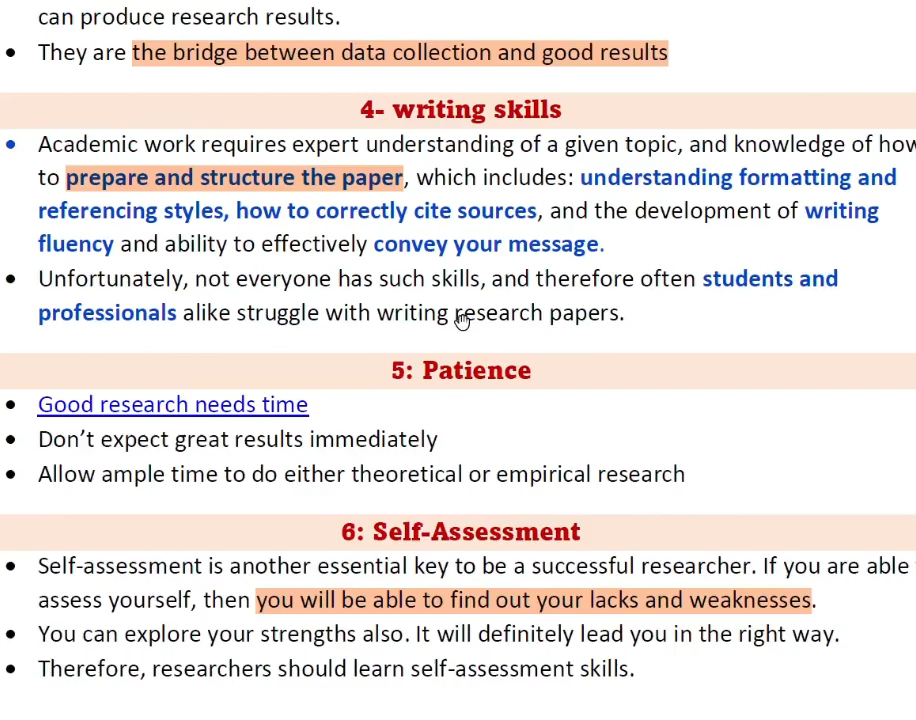 can produce research results.
• They are the bridge between data collection and good results
4- writing skills
• Academic work requires expert understanding of a given topic, and knowledge of how
to prepare and structure the paper, which includes: understanding formatting and
referencing styles, how to correctly cite sources, and the development of writing
fluency and ability to effectively convey your message.
• Unfortunately, not everyone has such skills, and therefore often students and
professionals alike struggle with writing research papers.
5: Patience
• Good research needs time
• Don’t expect great results immediately
• Allow ample time to do either theoretical or empirical research
6: Self-Assessment
• Self-assessment is another essential key to be a successful researcher. If you are able
assess yourself, then you will be able to find out your lacks and weaknesses.
• You can explore your strengths also. It will definitely lead you in the right way.
• Therefore, researchers should learn self-assessment skills.